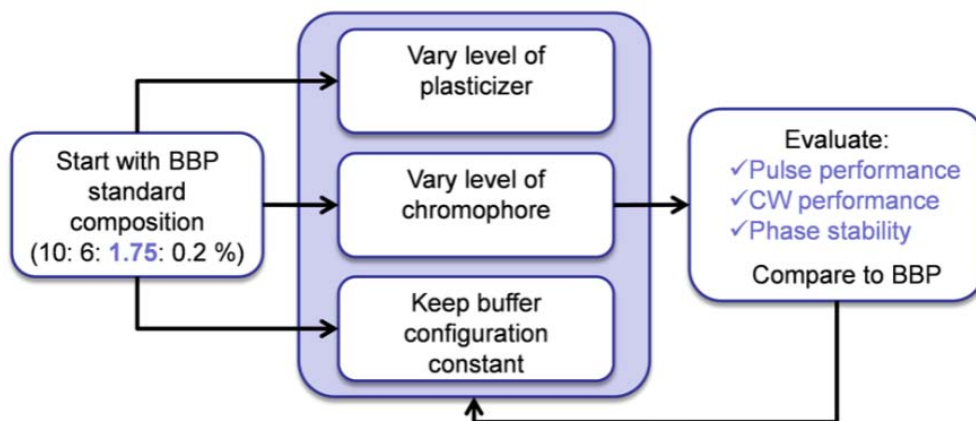 Start with BBP
standard
composition
(10: 6: 1.75: 0.2 %)
Vary level of
plasticizer
Vary level of
chromophore
Keep buffer
configuration
constant
Evaluate:
✓Pulse performance
✓CW performance
✓Phase stability
Compare to BBP